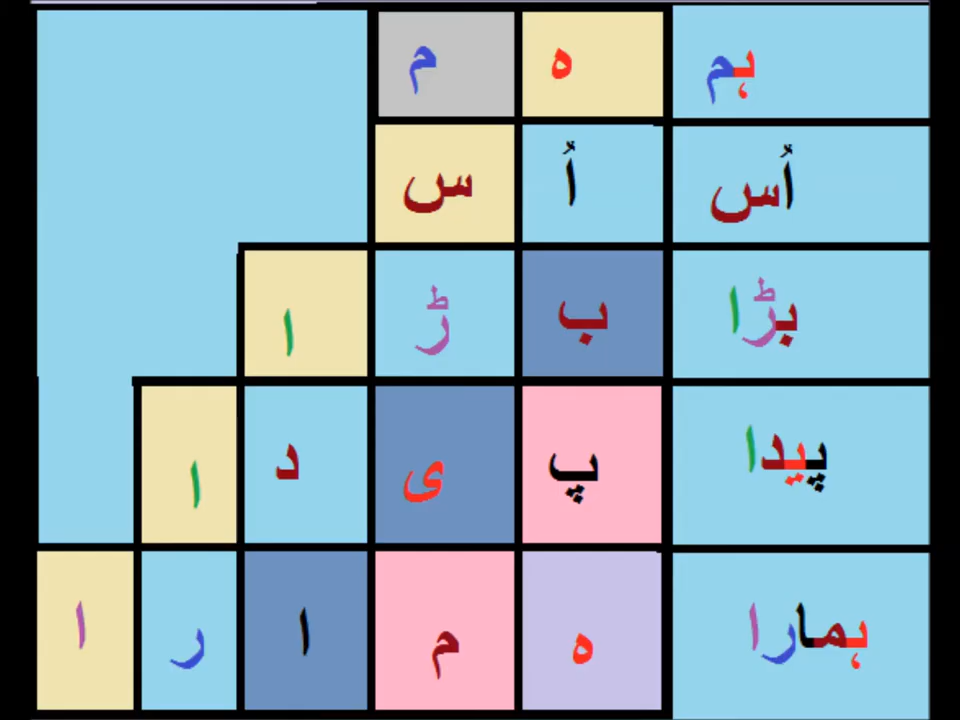 ہم ہ م
اُس اُ س
بڑا ب ڑ ا
پیدا پ ی د ا
ہمارا ہ م ا ر ا